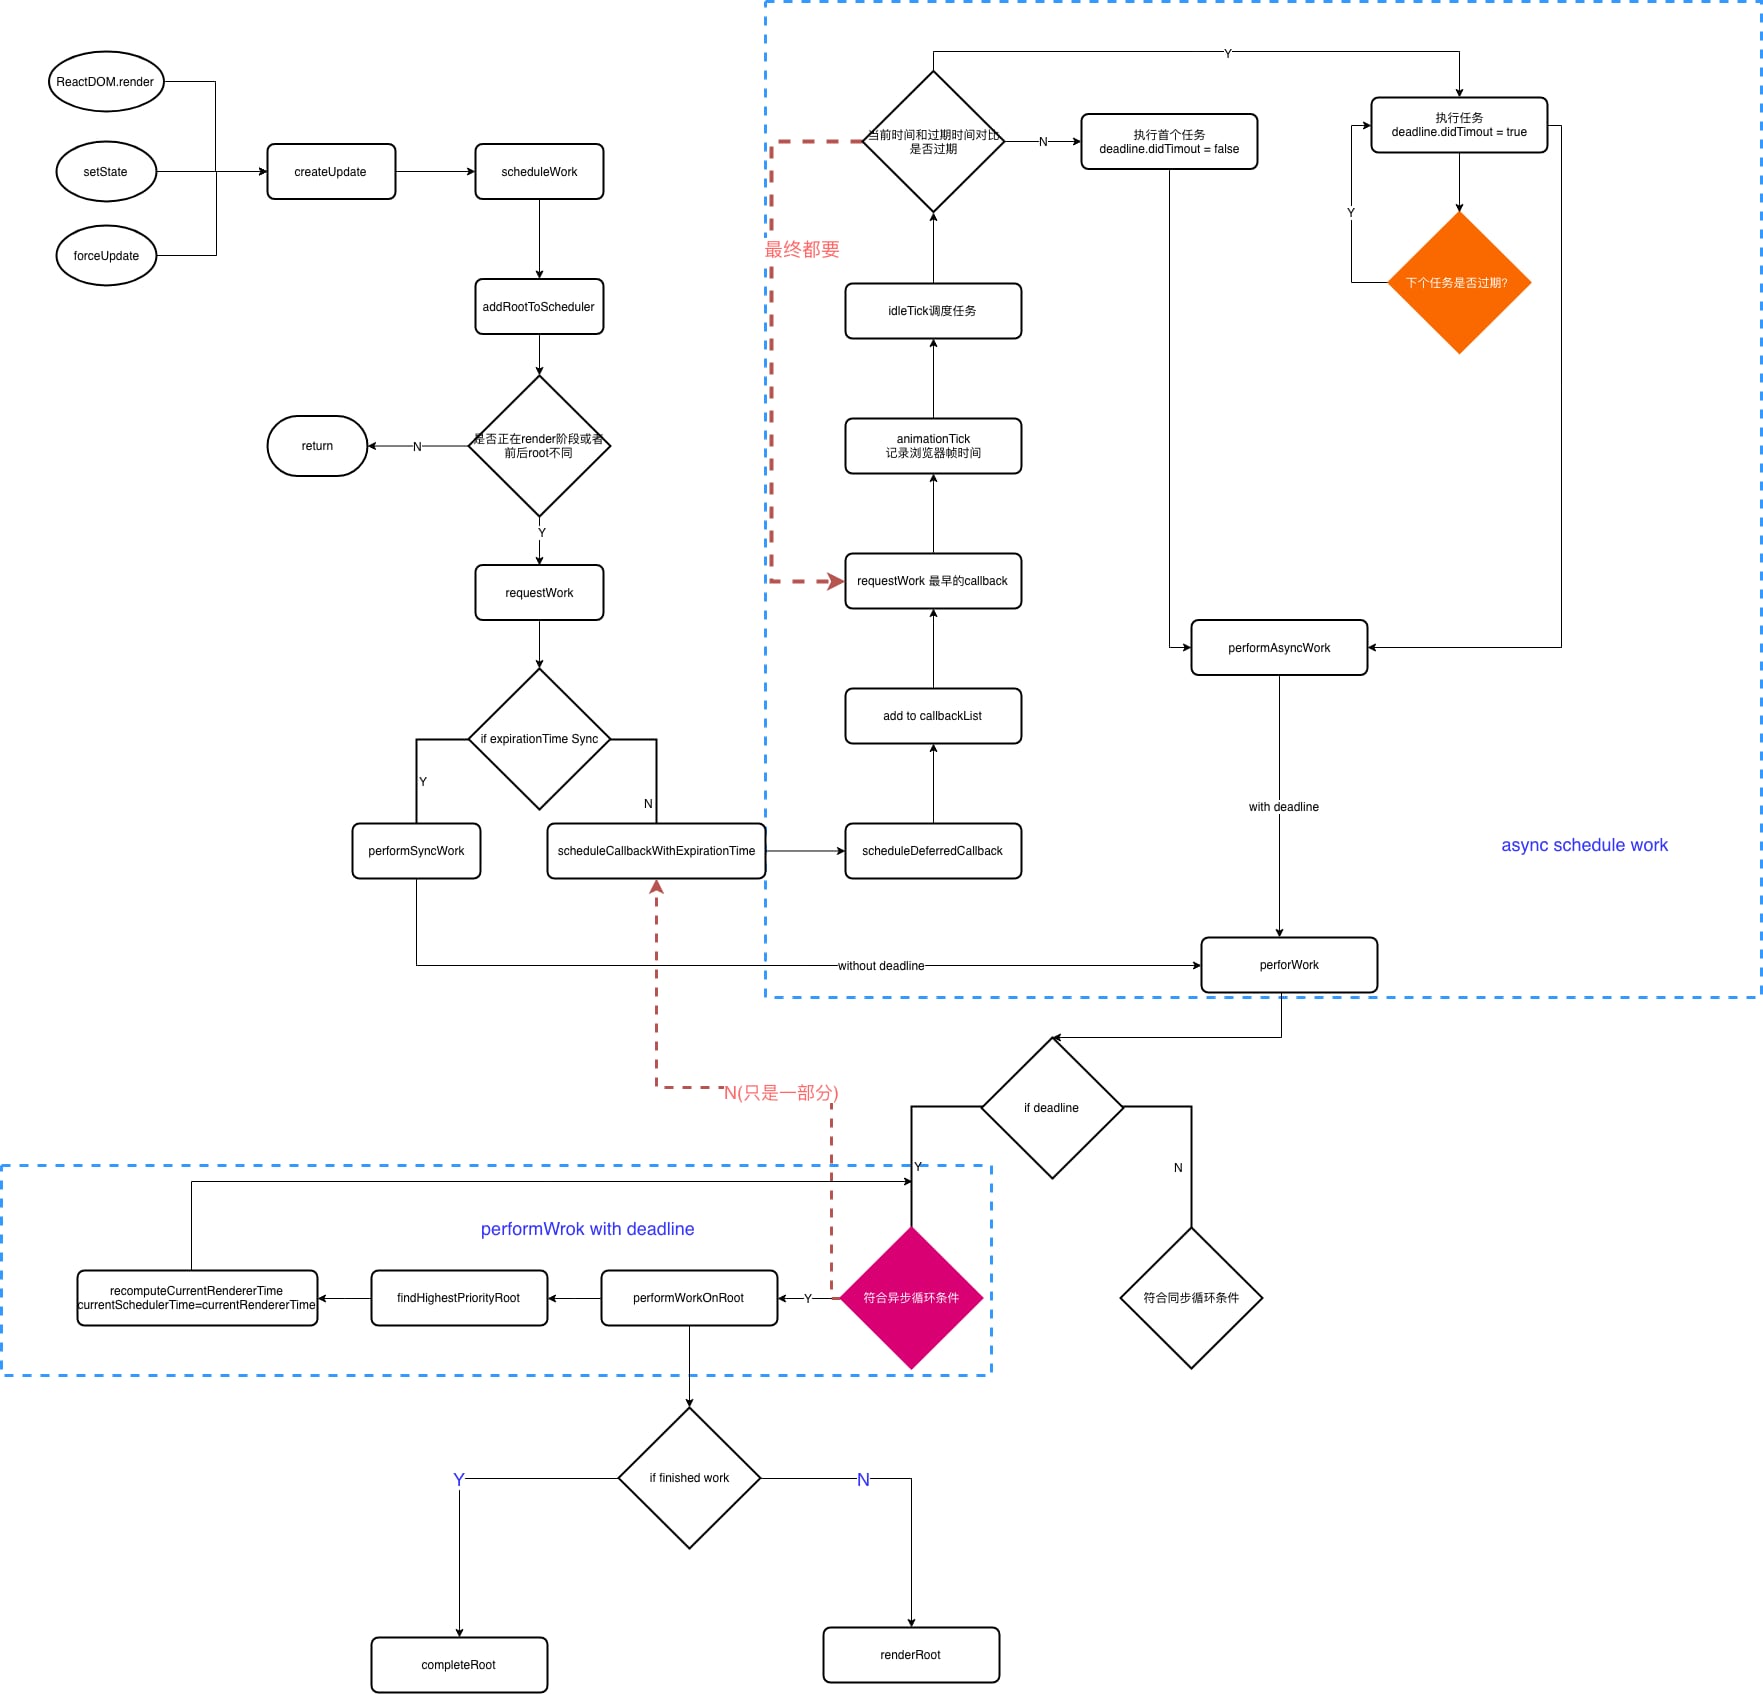 ReactDOM.render
setState
forceUpdate
createUpdate
scheduleWork
addRootToScheduler
是否正在render阶段或者
前后root不同
N
return
Y
requestWork
if expirationTime Sync
Y
N
performSyncWork
scheduleCallbackWithExpirationTime
without deadline
当前时间和过期时间对比
是否过期
Y
N
执行首个任务
deadline.didTimout = false
执行任务
deadline.didTimout = true
Y
下个任务是否过期?
最终都要
idleTick调度任务
animationTick
记录浏览器帧时间
requestWork 最早的callback
add to callbackList
scheduleDeferredCallback
performAsyncWork
with deadline
async schedule work
perforWork
if deadline
Y
N
N(只是一部分)
performWrok with deadline
recomputeCurrentRendererTime
currentSchedulerTime=currentRendererTime
findHighestPriorityRoot
performWorkOnRoot
Y
符合异步循环条件
符合同步循环条件
if finished work
Y
N
completeRoot
renderRoot